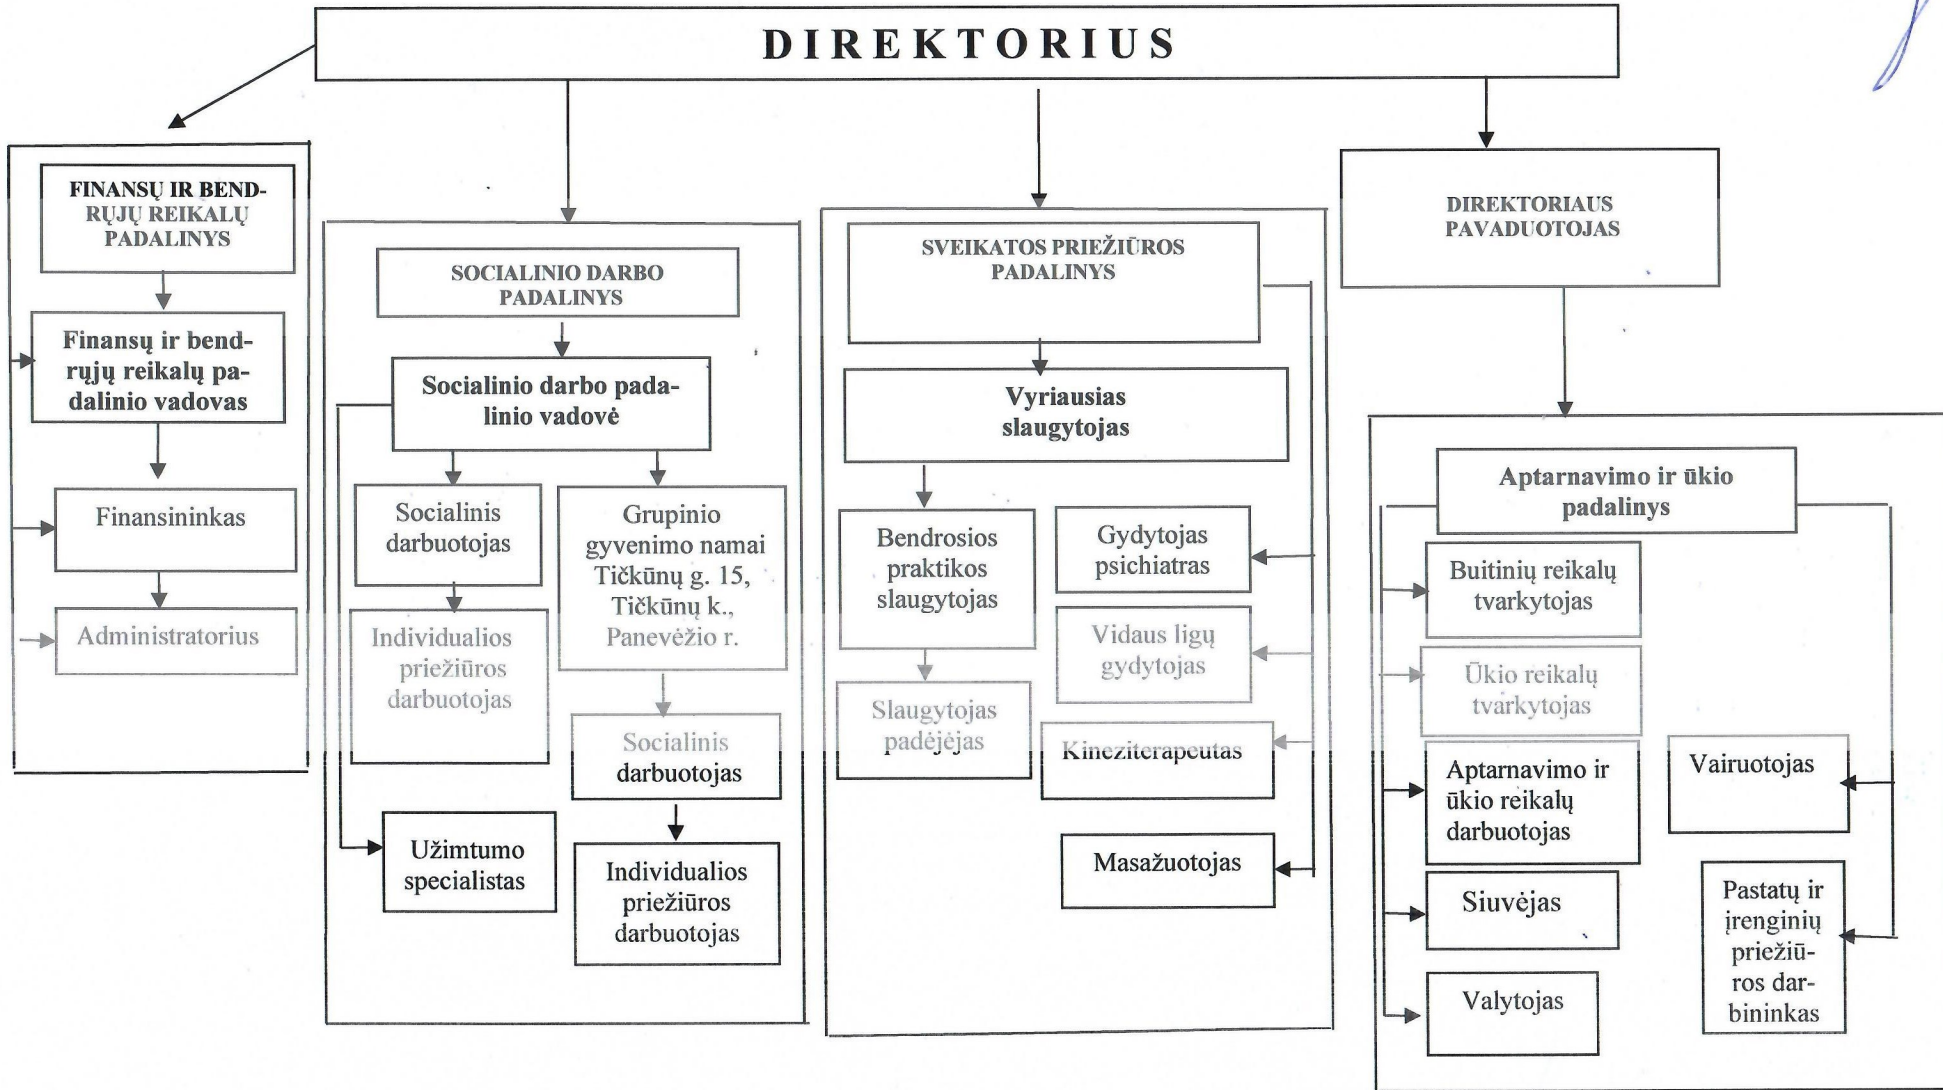 DIREKTORIUS
FINANSŲ IR BEND-
RŲJŲ REIKALŲ
PADALINYS
Finansų ir bend-
rųjų reikalų pa-
dalinio vadovas
Finansininkas
Administratorius
SOCIALINIO DARBO
PADALINYS
Socialinio darbo pada-
linio vadovė
Socialinis
darbuotojas
Individualios
priežiūros
darbuotojas
Užimtumo
specialistas
Grupinio
gyvenimo namai
Tičkūnų g. 15,
Tičkūnų k.,
Panevėžio r.
Socialinis
darbuotojas
Individualios
priežiūros
darbuotojas
SVEIKATOS PRIEŽIŪROS
PADALINYS
Vyriausias
slaugytojas
Bendrosios
praktikos
slaugytojas
Slaugytojas
padėjėjas
Gydytojas
psichiatras
Vidaus ligų
gydytojas
Kineziterapeutas
Masažuotojas
DIREKTORIAUS
PAVADUOTOJAS
Aptarnavimo ir ūkio
padalinys
Buitinių reikalų
tvarkytojas
Ūkio reikalų
tvarkytojas
Aptarnavimo ir
ūkio reikalų
darbuotojas
Siuvėjas
Valytojas
Vairuotojas
Pastatų ir
įrenginių
priežiū-
ros dar-
bininkas